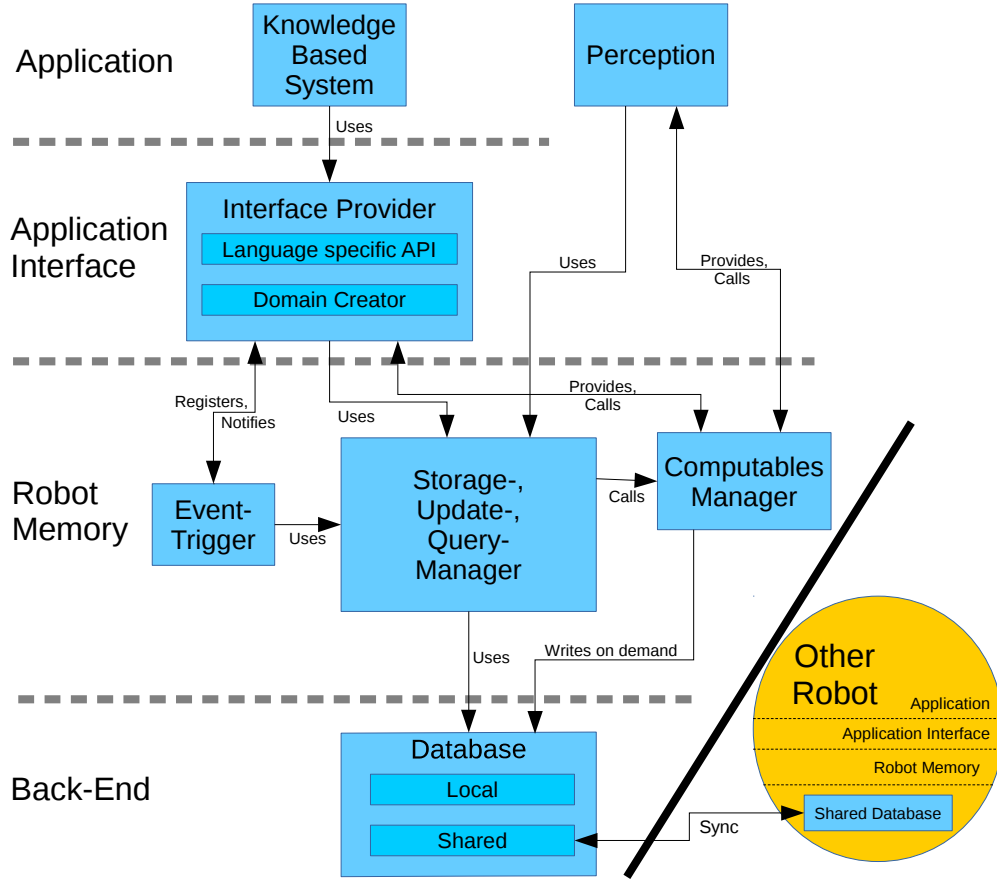 Application
Knowledge
Based
System
Perception
Uses
Application
Interface
Interface Provider
Language specific API
Domain Creator
Uses
Provides,
Calls
Registers,
Notifies
Uses
Provides,
Calls
Robot
Memory
Event-
Trigger
Uses
Storage-,
Update-,
Query-
Manager
Calls
Computables
Manager
Uses
Writes on demand
Other
Robot
Application
Application Interface
Robot Memory
Shared Database
Back-End
Database
Local
Shared
Sync